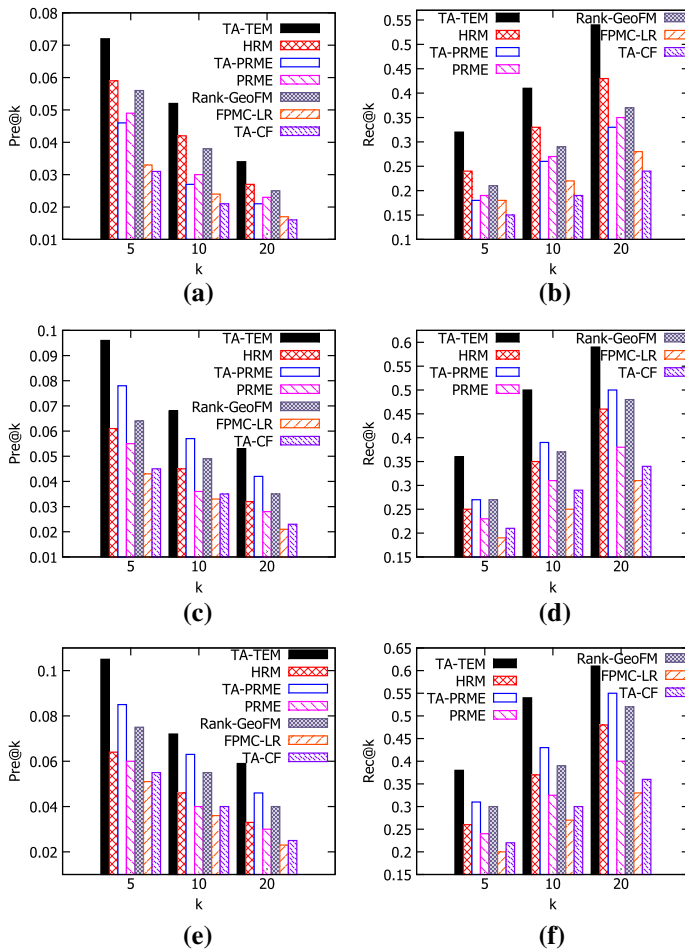 0.08
0.07
0.06
0.05
0.04
0.03
0.02
0.01
Pre@k
TA-TEM
HRM
TA-PRME
PRME
Rank-GeoFM
FPMC-LR
TA-CF
5 10 20
k
(a)
0.55
0.5
0.45
0.4
0.35
0.3
0.25
0.2
0.15
0.1
Rec@k
TA-TEM
HRM
TA-PRME
PRME
Rank-GeoFM
FPMC-LR
TA-CF
5 10 20
k
(b)
0.1
0.09
0.08
0.07
0.06
0.05
0.04
0.03
0.02
0.01
Pre@k
TA-TEM
HRM
TA-PRME
PRME
Rank-GeoFM
FPMC-LR
TA-CF
5 10 20
k
(c)
0.6
0.55
0.5
0.45
0.4
0.35
0.3
0.25
0.2
0.15
Rec@k
TA-TEM
HRM
TA-PRME
PRME
Rank-GeoFM
FPMC-LR
TA-CF
5 10 20
k
(d)
0.1
0.08
0.06
0.04
0.02
Pre@k
TA-TEM
HRM
TA-PRME
PRME
Rank-GeoFM
FPMC-LR
TA-CF
5 10 20
k
(e)
0.65
0.6
0.55
0.5
0.45
0.4
0.35
0.3
0.25
0.2
0.15
Rec@k
TA-TEM
HRM
TA-PRME
PRME
Rank-GeoFM
FPMC-LR
TA-CF
5 10 20
k
(f)